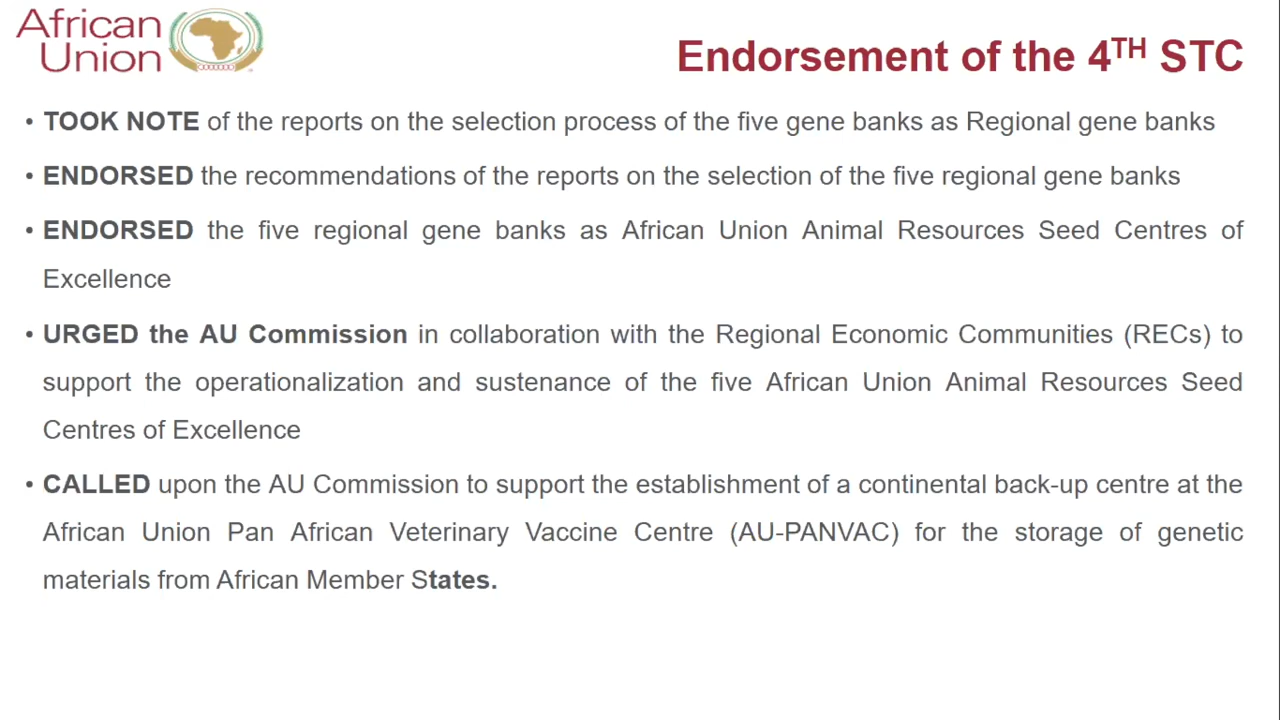 African
Union
Endorsement of the 4TH STC
• TOOK NOTE of the reports on the selection process of the five gene banks as Regional gene banks
• ENDORSED the recommendations of the reports on the selection of the five regional gene banks
• ENDORSED the five regional gene banks as African Union Animal Resources Seed Centres of
Excellence
• URGED the AU Commission in collaboration with the Regional Economic Communities (RECs) to
support the operationalization and sustenance of the five African Union Animal Resources Seed
Centres of Excellence
• CALLED upon the AU Commission to support the establishment of a continental back-up centre at the
African Union Pan African Veterinary Vaccine Centre (AU-PANVAC) for the storage of genetic
materials from African Member States.